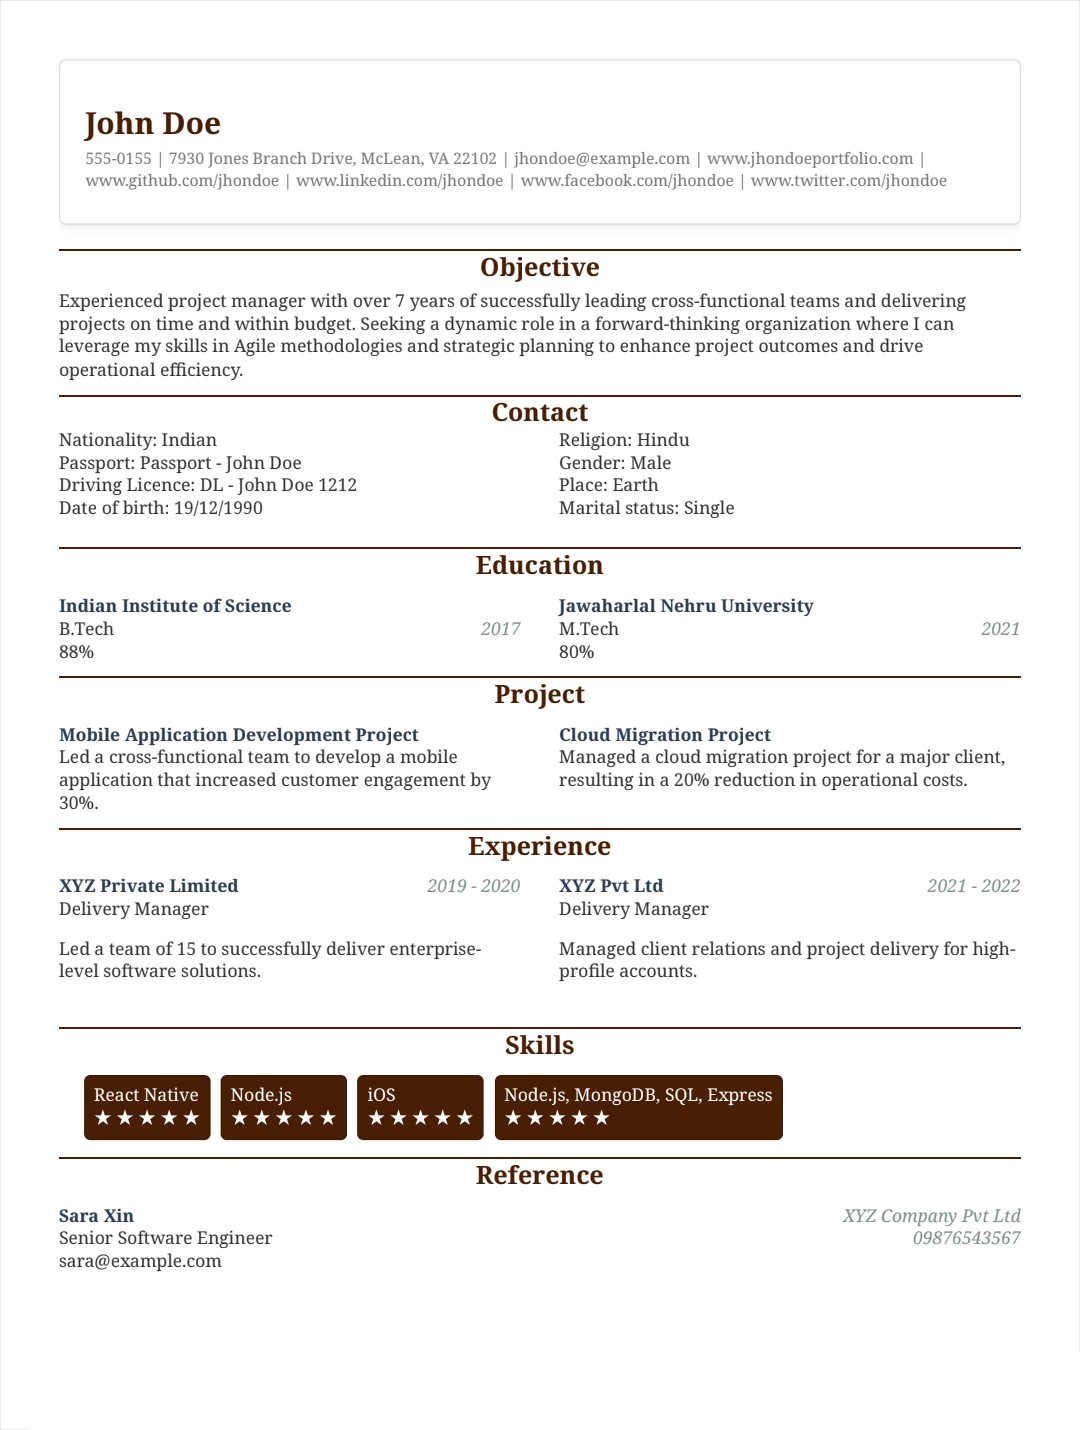 John Doe
555-0155 | 7930 Jones Branch Drive, McLean, VA 22102 | jhondoe@example.com | www.jhondoeportfolio.com |
www.github.com/jhondoe | www.linkedin.com/jhondoe | www.facebook.com/jhondoe | www.twitter.com/jhondoe
Objective
Experienced project manager with over 7 years of successfully leading cross-functional teams and delivering
projects on time and within budget. Seeking a dynamic role in a forward-thinking organization where I can
leverage my skills in Agile methodologies and strategic planning to enhance project outcomes and drive
operational efficiency.
Contact
Nationality: Indian
Passport: Passport - John Doe
Driving Licence: DL - John Doe 1212
Date of birth: 19/12/1990
Religion: Hindu
Gender: Male
Place: Earth
Marital status: Single
Education
Indian Institute of Science
B.Tech 2017
88%
Jawaharlal Nehru University
M.Tech 2021
80%
Project
Mobile Application Development Project
Led a cross-functional team to develop a mobile
application that increased customer engagement by
30%.
Cloud Migration Project
Managed a cloud migration project for a major client,
resulting in a 20% reduction in operational costs.
Experience
XYZ Private Limited 2019 - 2020
Delivery Manager
Led a team of 15 to successfully deliver enterprise-
level software solutions.
XYZ Pvt Ltd 2021 - 2022
Delivery Manager
Managed client relations and project delivery for high-
profile accounts.
Skills
React Native
★★★★★
Node.js
★★★★★
iOS
★★★★★
Node.js, MongoDB, SQL, Express
★★★★★
Reference
Sara Xin XYZ Company Pvt Ltd
Senior Software Engineer 09876543567
sara@example.com